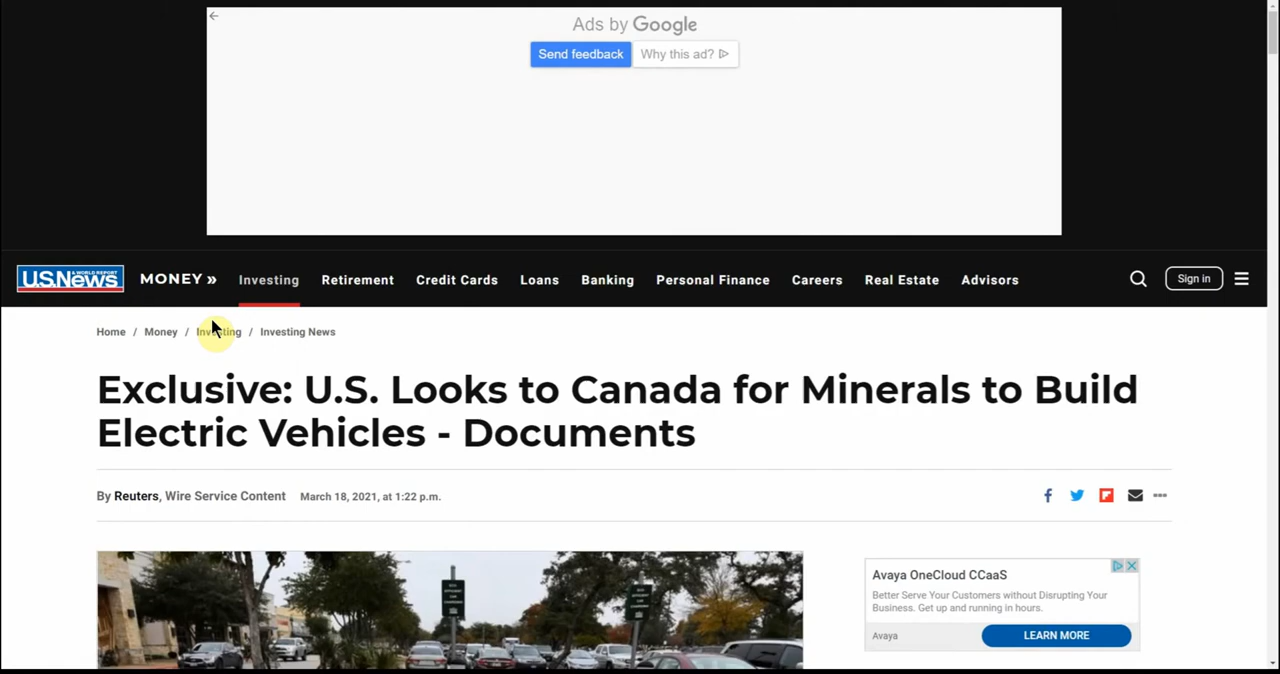 Ads by Google
Send feedback Why this ad?
U.S.News & WORLD REPORT MONEY » Investing Retirement Credit Cards Loans Banking Personal Finance Careers Real Estate Advisors Sign in
Home / Money / Investing / Investing News
Exclusive: U.S. Looks to Canada for Minerals to Build
Electric Vehicles - Documents
By Reuters, Wire Service Content March 18, 2021, at 1:22 p.m.
Avaya OneCloud CCaaS
Better Serve Your Customers without Disrupting Your
Business. Get up and running in hours.
Avaya LEARN MORE